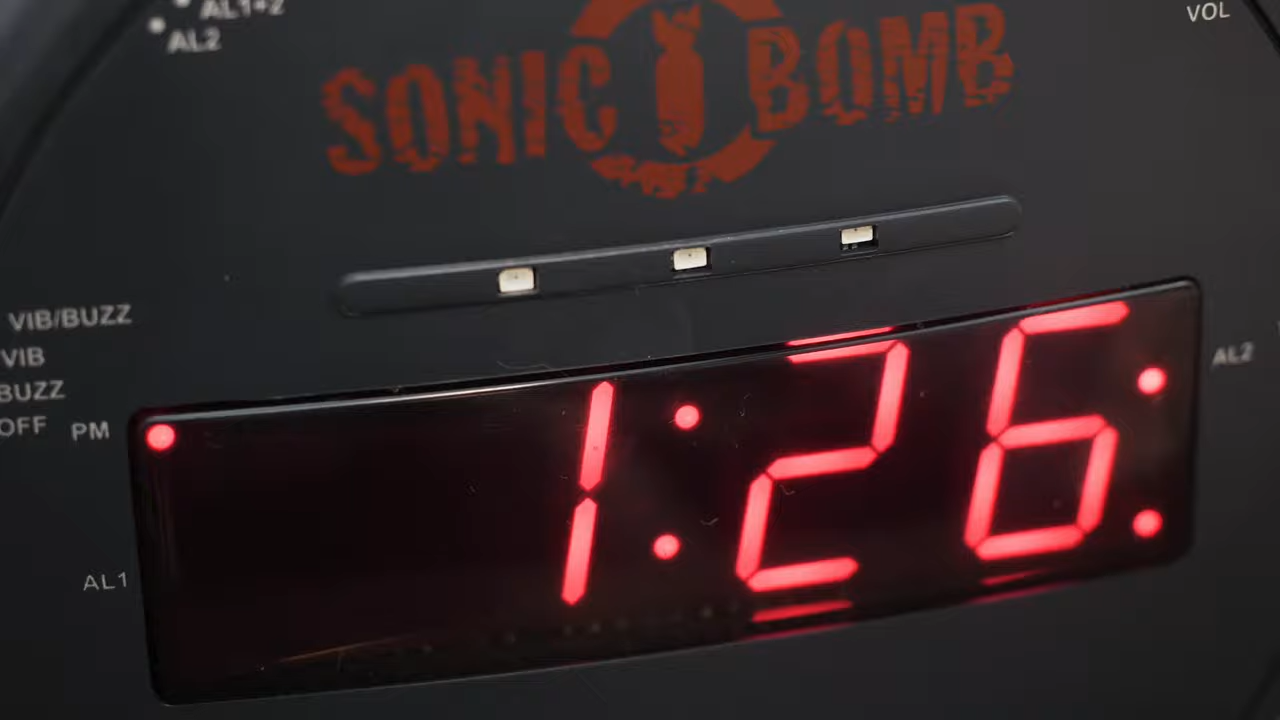 AL1+2
AL2
VOL
SONIC BOMB
VIB/BUZZ
VIB
BUZZ
OFF
PM
AL1
AL2
1:26